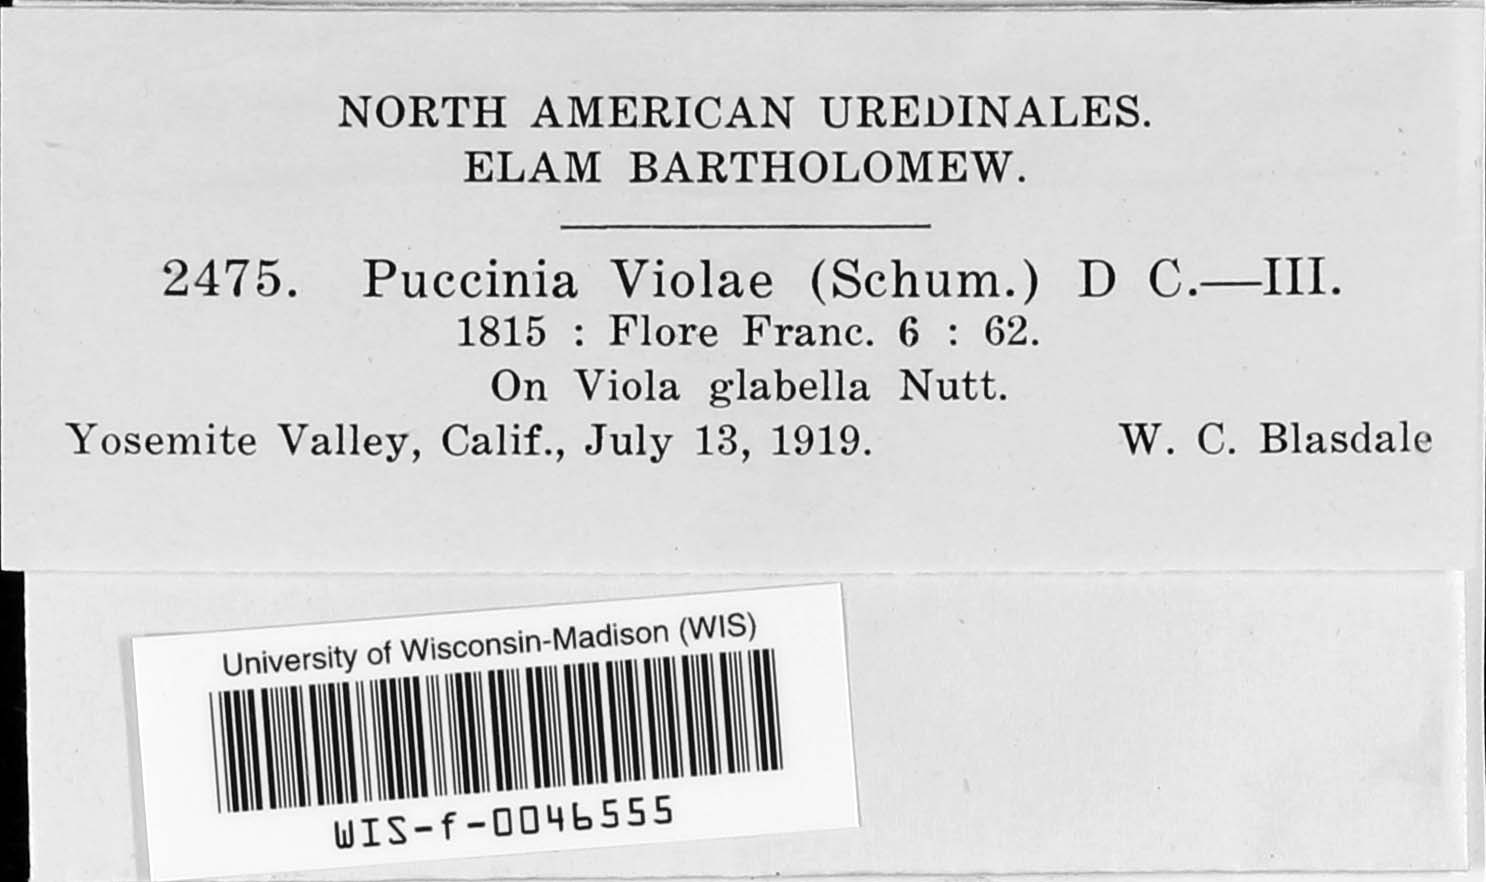 NORTH AMERICAN UREDINALES.
ELAM BARTHOLOMEW.
2475. Puccinia Violae (Schum.) D C.—III.
1815 : Flore Franc. 6 : 62.
On Viola glabella Nutt.
Yosemite Valley, Calif., July 13, 1919. W. C. Blasdale
University of Wisconsin-Madison (WIS)
WIS-f-0046555